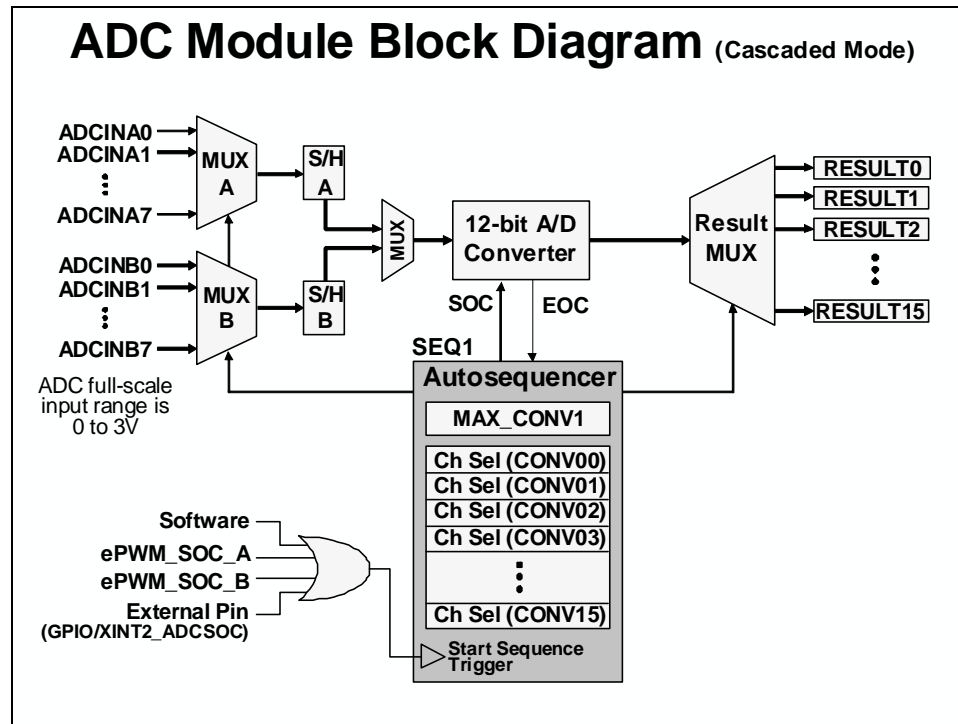 ADC Module Block Diagram (Cascaded Mode)
ADCINA0
ADCINA1
ADCINA7
MUX
A
S/H
A
ADCINB0
ADCINB1
ADCINB7
MUX
B
S/H
B
MUX
12-bit A/D
Converter
Result
MUX
RESULT0
RESULT1
RESULT2
RESULT15
SOC
EOC
ADC full-scale
input range is
0 to 3V
SEQ1
Autosequencer
MAX_CONV1
Ch Sel (CONV00)
Ch Sel (CONV01)
Ch Sel (CONV02)
Ch Sel (CONV03)
Ch Sel (CONV15)
Start Sequence
Trigger
Software
ePWM_SOC_A
ePWM_SOC_B
External Pin
(GPIO/XINT2_ADCSOC)